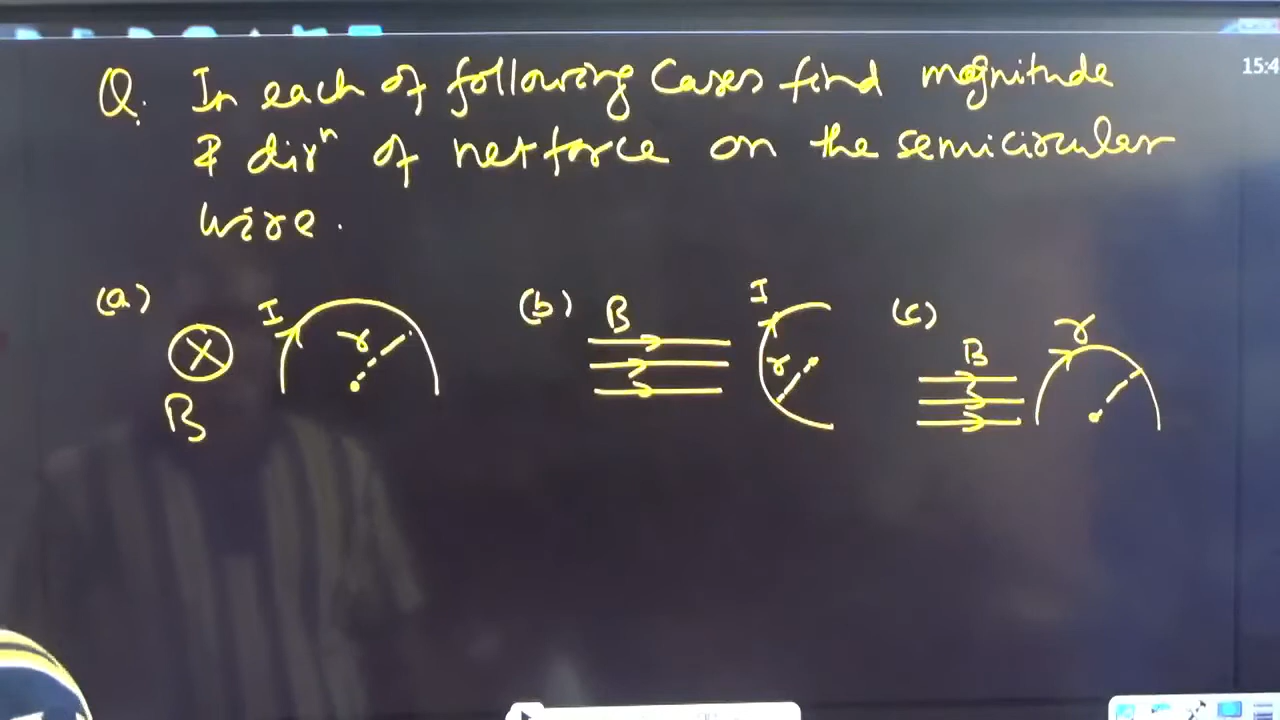 15:4
Q. In each of following Cases find magnitude
& dirⁿ of net force on the semicircular
wire.
(a) I r
B
(b) B I r
(c) B r